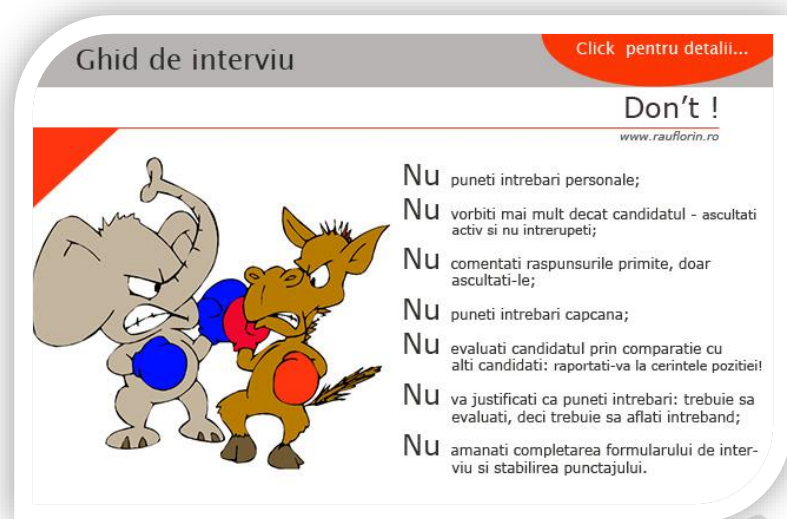 Ghid de interviu
Click pentru detalii...
Don't !
www.rauflorin.ro
Nu puneti intrebari personale;
Nu vorbiti mai mult decat candidatul - ascultati
activ si nu intrerupeti;
Nu comentati raspunsurile primite, doar
ascultati-le;
Nu puneti intrebari capcana;
Nu evaluati candidatul prin comparatie cu
alti candidati: raportati-va la cerintele pozitiei!
Nu va justificati ca puneti intrebari: trebuie sa
evaluati, deci trebuie sa aflati intreband;
Nu amanati completarea formularului de inter-
viu si stabilirea punctajului.